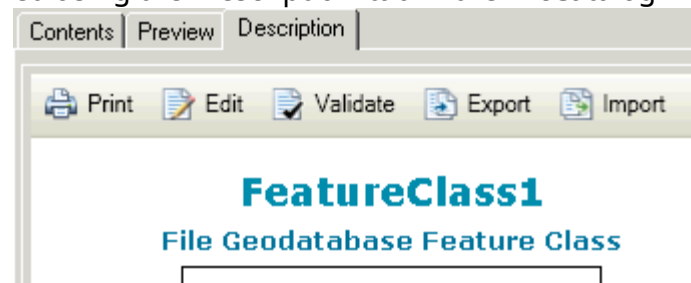 Contents Preview Description
Print Edit Validate Export Import
FeatureClass1
File Geodatabase Feature Class